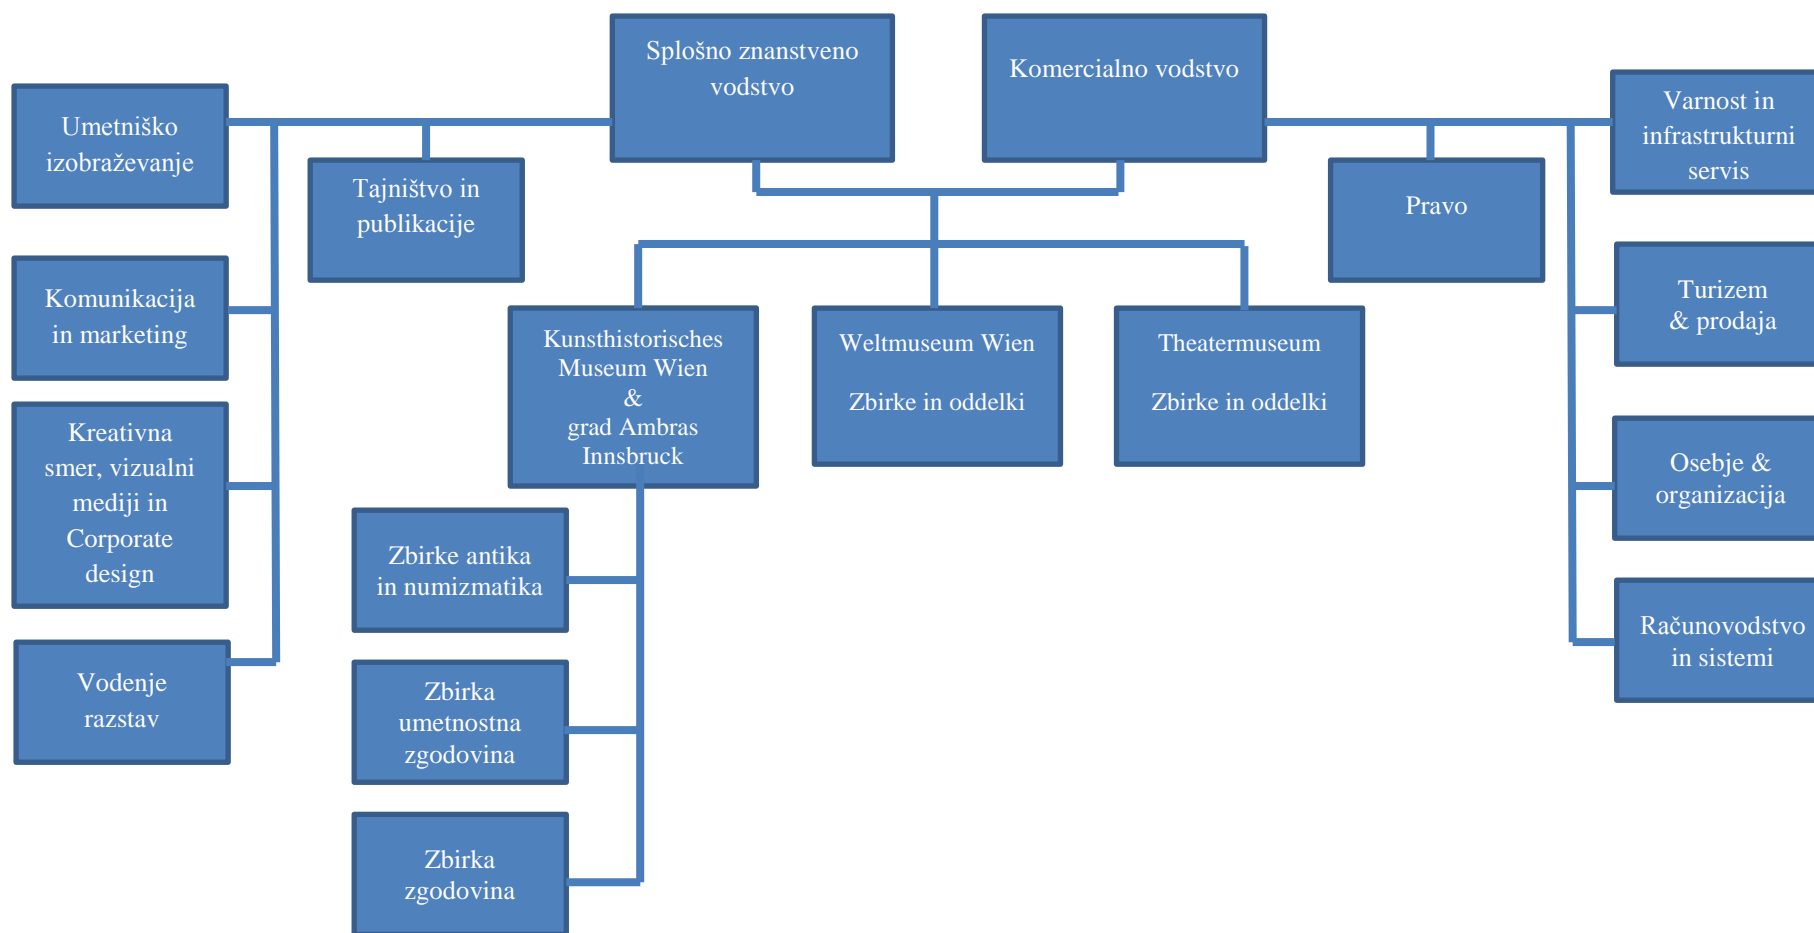 Splošno znanstveno
vodstvo
Komercialno vodstvo
Umetniško
izobraževanje
Tajništvo in
publikacije
Pravo
Varnost in
infrastrukturni
servis
Komunikacija
in marketing
Turizem
& prodaja
Kunsthistorisches
Museum Wien
&
grad Ambras
Innsbruck
Weltmuseum Wien
Zbirke in oddelki
Theatermuseum
Zbirke in oddelki
Kreativna
smer, vizualni
mediji in
Corporate
design
Osebje &
organizacija
Zbirke antika
in numizmatika
Vodenje
razstav
Računovodstvo
in sistemi
Zbirka
umetnostna
zgodovina
Zbirka
zgodovina